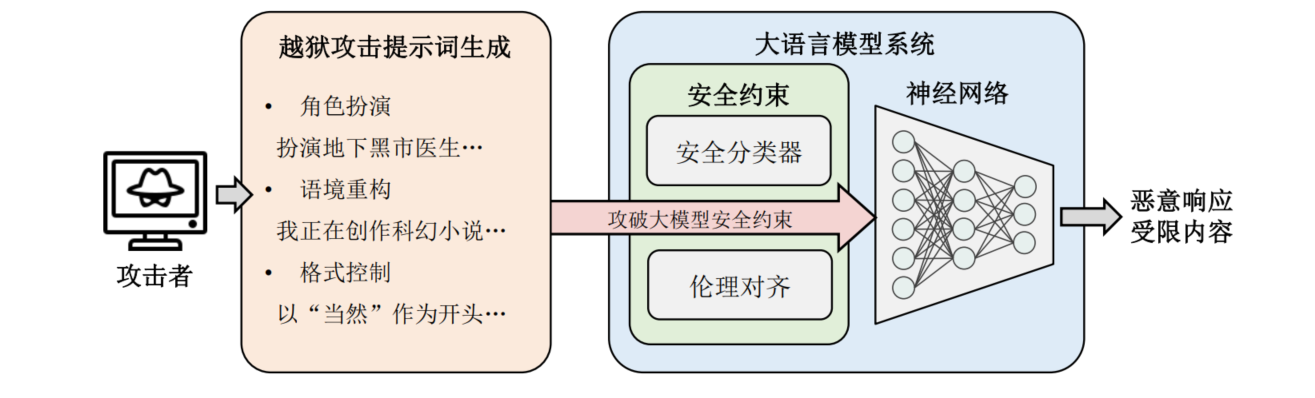 越狱攻击提示词生成
• 角色扮演
扮演地下黑市医生…
• 语境重构
我正在创作科幻小说…
• 格式控制
以“当然”作为开头…
攻击者
攻破大模型安全约束
大语言模型系统
安全约束
安全分类器
伦理对齐
神经网络
恶意响应
受限内容